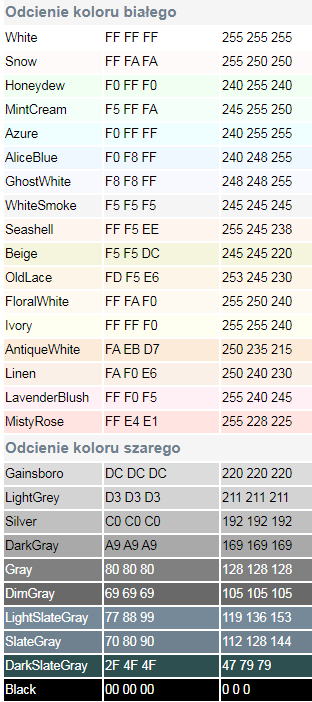 Odcienie koloru białego
White FF FF FF 255 255 255
Snow FF FA FA 255 250 250
Honeydew F0 FF F0 240 255 240
MintCream F5 FF FA 245 255 250
Azure F0 FF FF 240 255 255
AliceBlue F0 F8 FF 240 248 255
GhostWhite F8 F8 FF 248 248 255
WhiteSmoke F5 F5 F5 245 245 245
Seashell FF F5 EE 255 245 238
Beige F5 F5 DC 245 245 220
OldLace FD F5 E6 253 245 230
FloralWhite FF FA F0 255 250 240
Ivory FF FF F0 255 255 240
AntiqueWhite FA EB D7 250 235 215
Linen FA F0 E6 250 240 230
LavenderBlush FF F0 F5 255 240 245
MistyRose FF E4 E1 255 228 225
Odcienie koloru szarego
Gainsboro DC DC DC 220 220 220
LightGrey D3 D3 D3 211 211 211
Silver C0 C0 C0 192 192 192
DarkGray A9 A9 A9 169 169 169
Gray 80 80 80 128 128 128
DimGray 69 69 69 105 105 105
LightSlateGray 77 88 99 119 136 153
SlateGray 70 80 90 112 128 144
DarkSlateGray 2F 4F 4F 47 79 79
Black 00 00 00 0 0 0